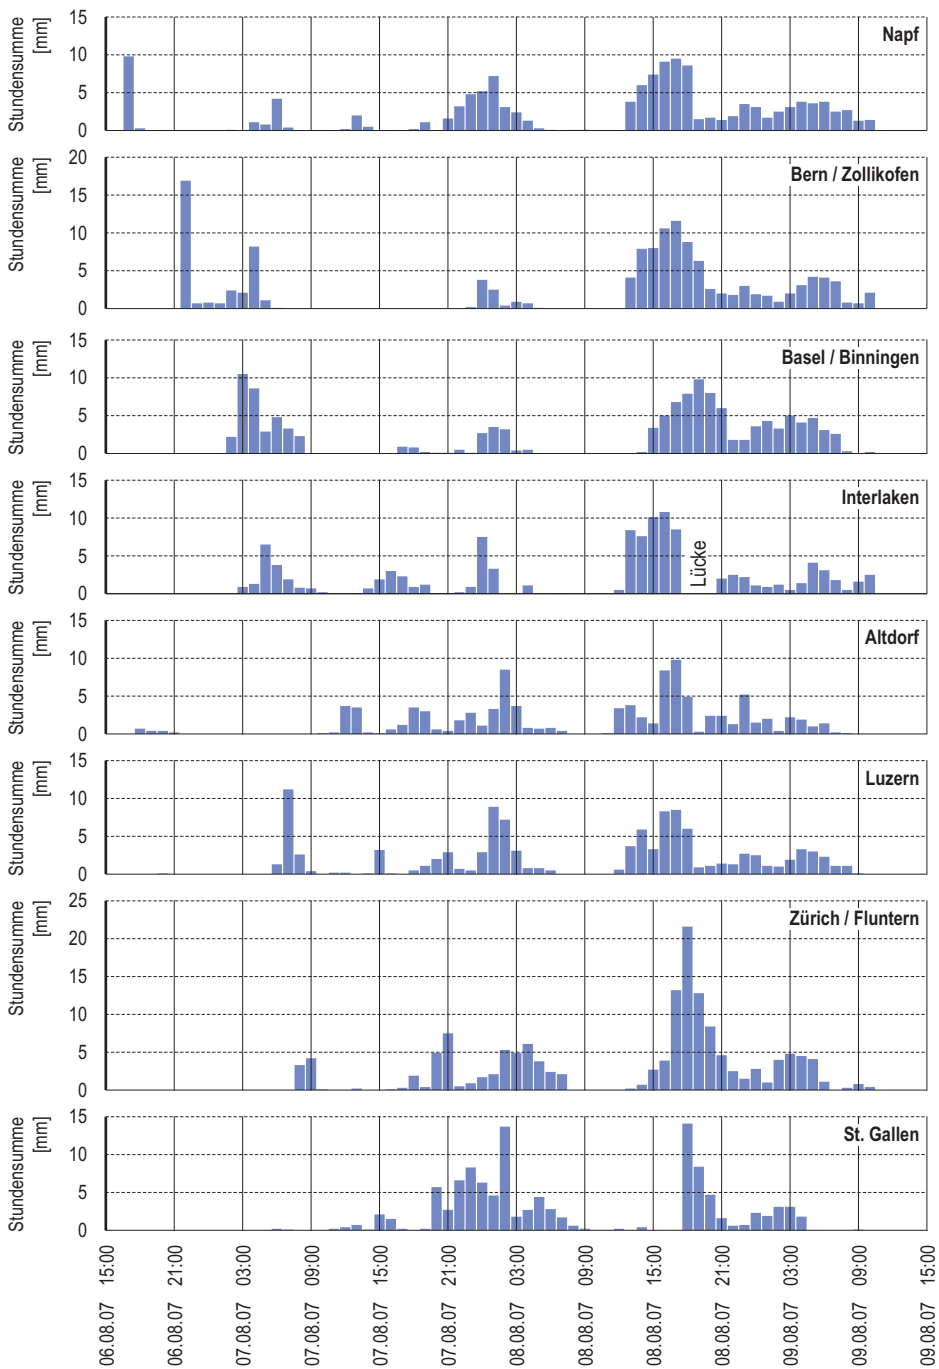 Stundensumme
[mm]
15
10
5
0
Napf
Stundensumme
[mm]
20
15
10
5
0
Bern / Zollikofen
Stundensumme
[mm]
15
10
5
0
Basel / Binningen
Stundensumme
[mm]
15
10
5
0
Interlaken
Lücke
Stundensumme
[mm]
15
10
5
0
Altdorf
Stundensumme
[mm]
15
10
5
0
Luzern
Stundensumme
[mm]
25
20
15
10
5
0
Zürich / Fluntern
Stundensumme
[mm]
15
10
5
0
St. Gallen
06.08.07 15:00
06.08.07 21:00
07.08.07 03:00
07.08.07 09:00
07.08.07 15:00
07.08.07 21:00
08.08.07 03:00
08.08.07 09:00
08.08.07 15:00
08.08.07 21:00
09.08.07 03:00
09.08.07 09:00
09.08.07 15:00